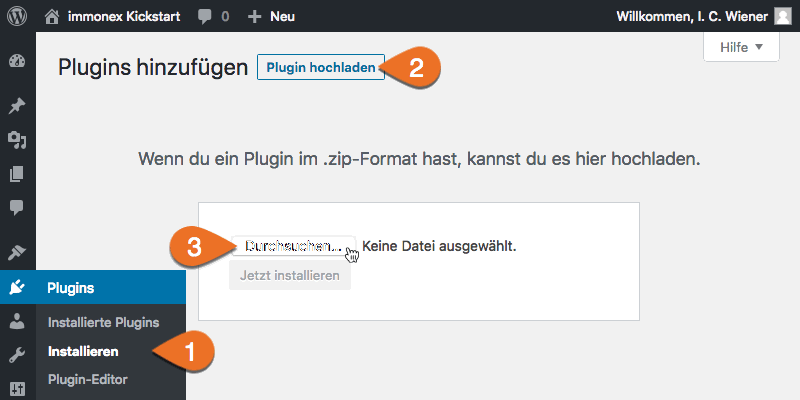 immonex Kickstart 0 + Neu Willkommen, I. C. Wiener
Hilfe
Plugins hinzufügen Plugin hochladen 2
Wenn du ein Plugin im .zip-Format hast, kannst du es hier hochladen.
3 Durchsuchen... Keine Datei ausgewählt.
Jetzt installieren
Plugins
Installierte Plugins
Installieren 1
Plugin-Editor